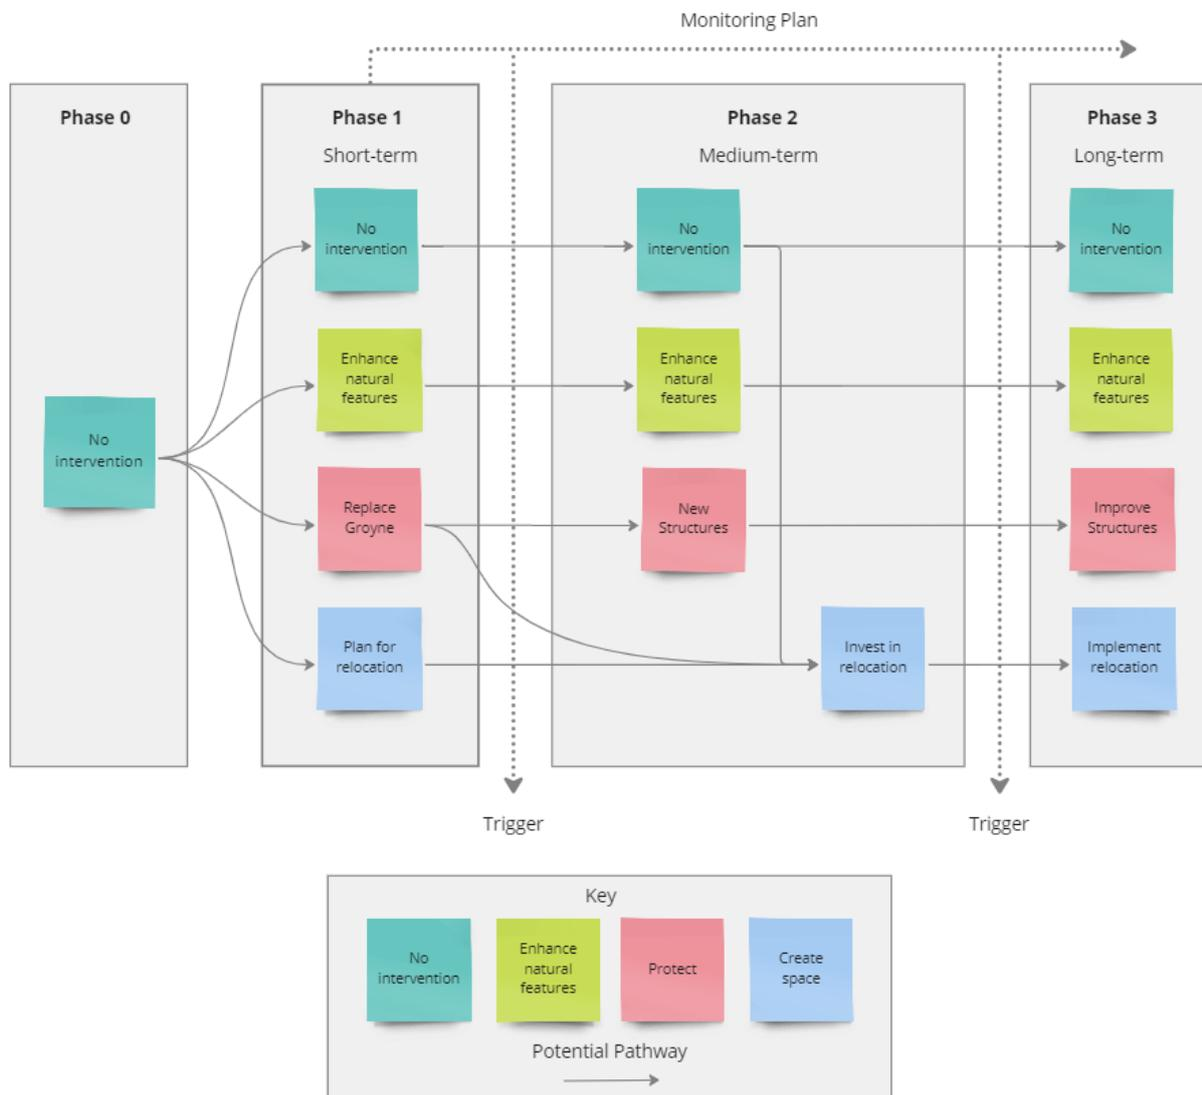 Monitoring Plan
Phase 0
Phase 1
Phase 2
Phase 3
Short-term
Medium-term
Long-term
No
intervention
No
intervention
No
intervention
No
intervention
Enhance
natural
features
Enhance
natural
features
Enhance
natural
features
Replace
Groyne
New
Structures
Improve
Structures
Plan for
relocation
Invest in
relocation
Implement
relocation
Trigger
Trigger
Key
No
intervention
Enhance
natural
features
Protect
Create
space
Potential Pathway